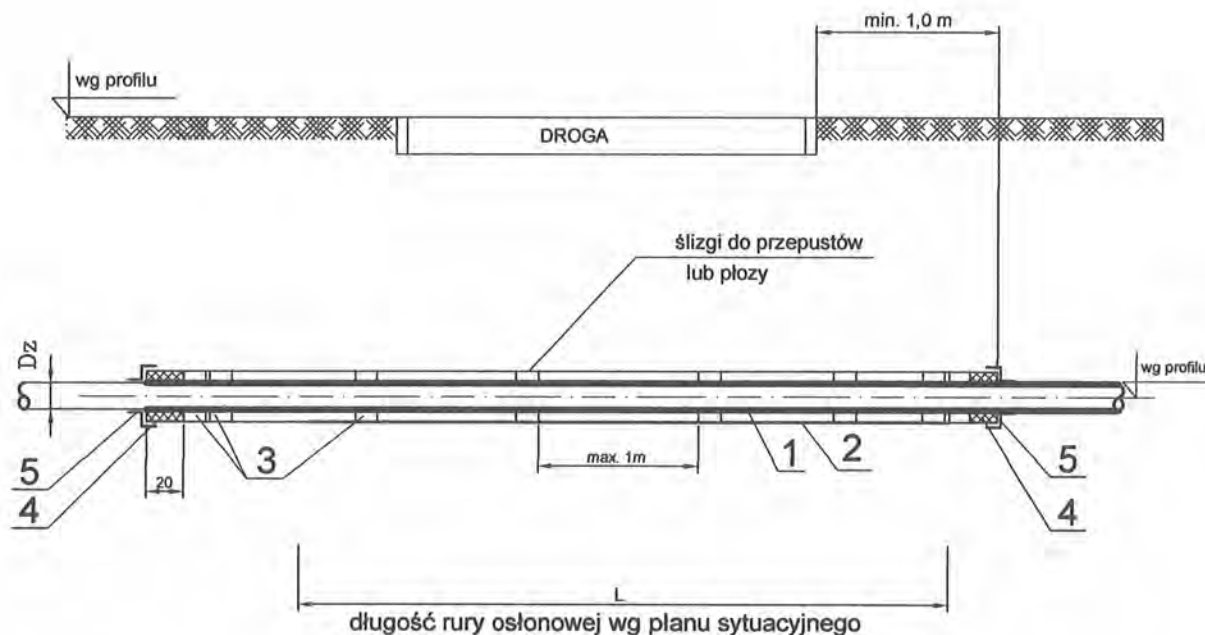 min. 1,0 m
wg profilu
DROGA
ślizgi do przepustów
lub płozy
Dz
wg profilu
max. 1m
1
2
3
5
4
20
5
4
L
długość rury osłonowej wg planu sytuacyjnego